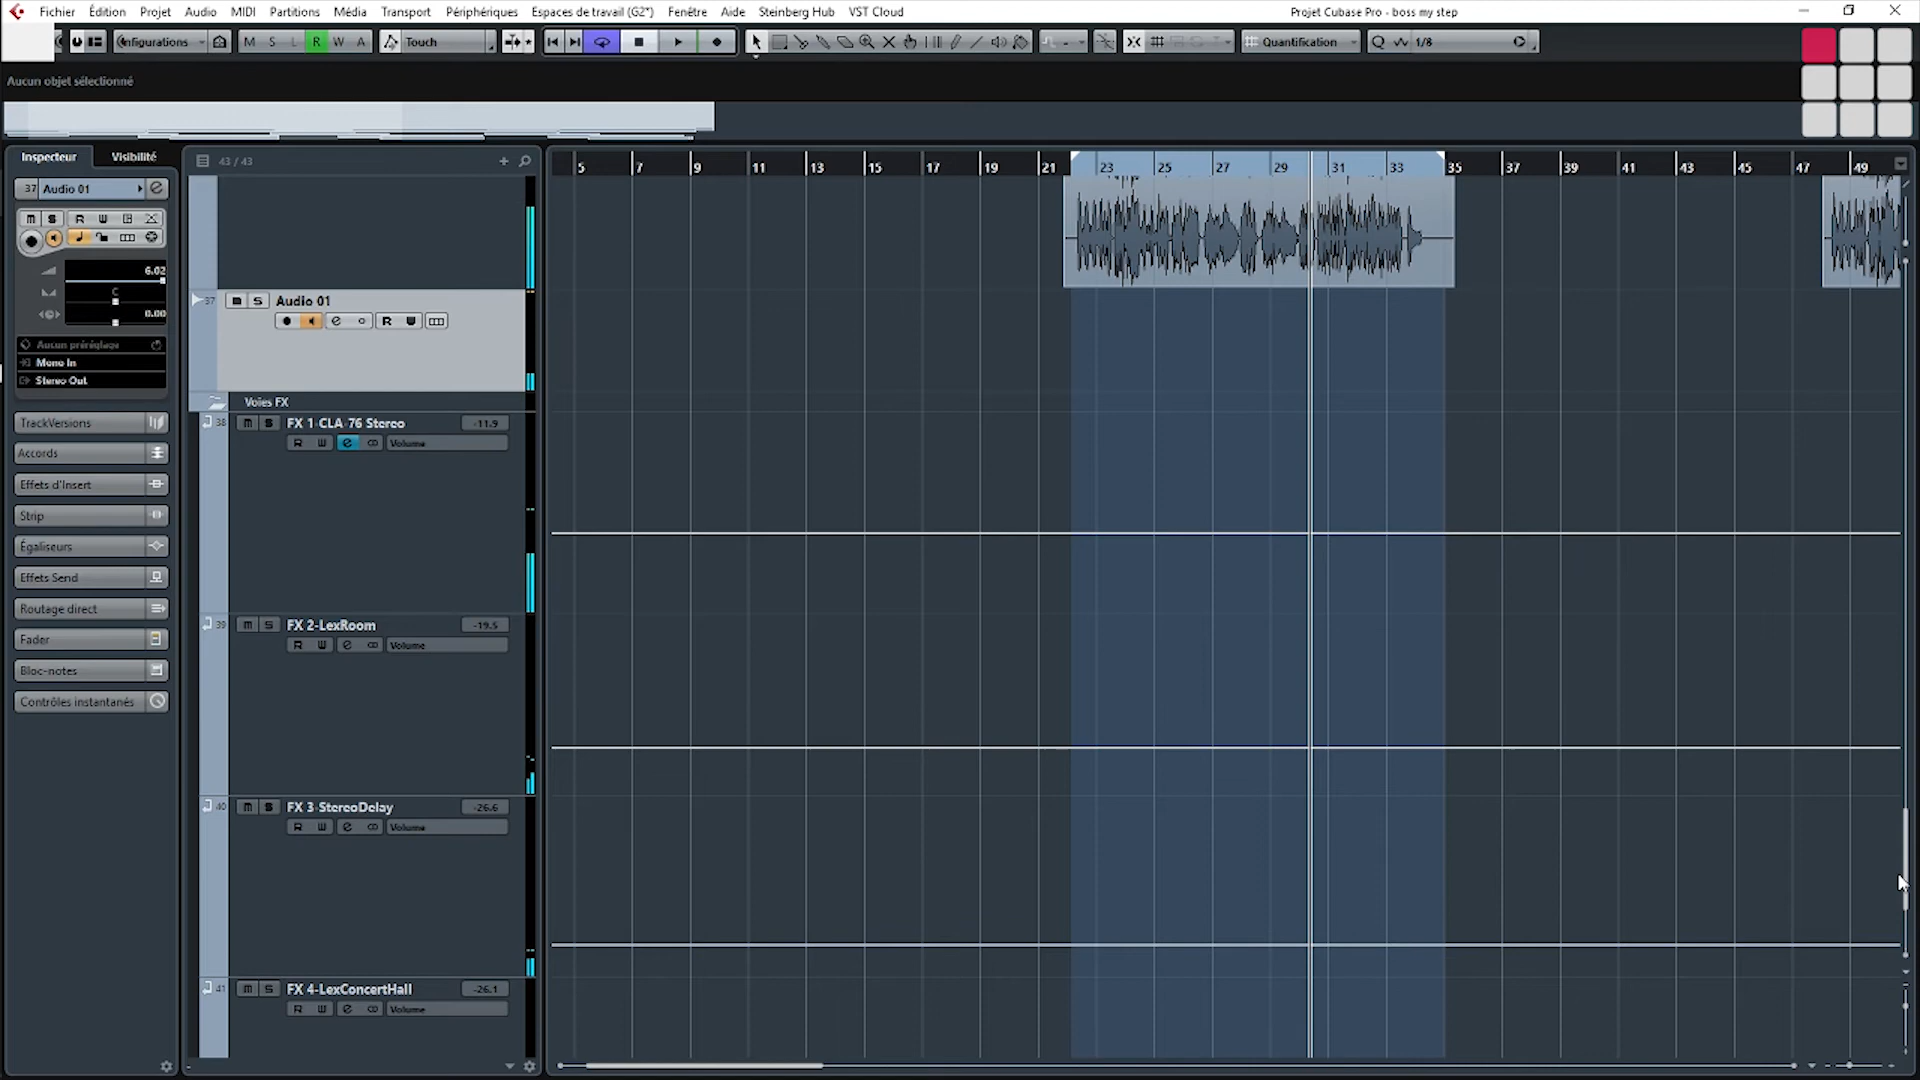 Fichier Édition Projet Audio MIDI Partitions Média Transport Périphériques Espaces de travail (G2*) Fenêtre Aide Steinberg Hub VST Cloud Projet Cubase Pro - boss my step
nfigurations M S L R W A Touch Quantification Q 1/8
Aucun objet sélectionné
Inspecteur Visibilité 43 / 43
5 7 9 11 13 15 17 19 21 23 25 27 29 31 33 35 37 39 41 43 45 47 49
37 Audio 01
m S R W
6.02
C
0.00
Aucun préréglage
Mono In
Stereo Out
TrackVersions
Accords
Effets d'Insert
Strip
Égaliseurs
Effets Send
Routage direct
Fader
Bloc-notes
Contrôles instantanés
37 m S Audio 01
e R
Voies FX
38 m S FX 1-CLA-76 Stereo -11.9
R W e Volume
39 m S FX 2-LexRoom -19.5
R W e Volume
40 m S FX 3-StereoDelay -26.6
R W e Volume
41 m S FX 4-LexConcertHall -26.1
R W e Volume